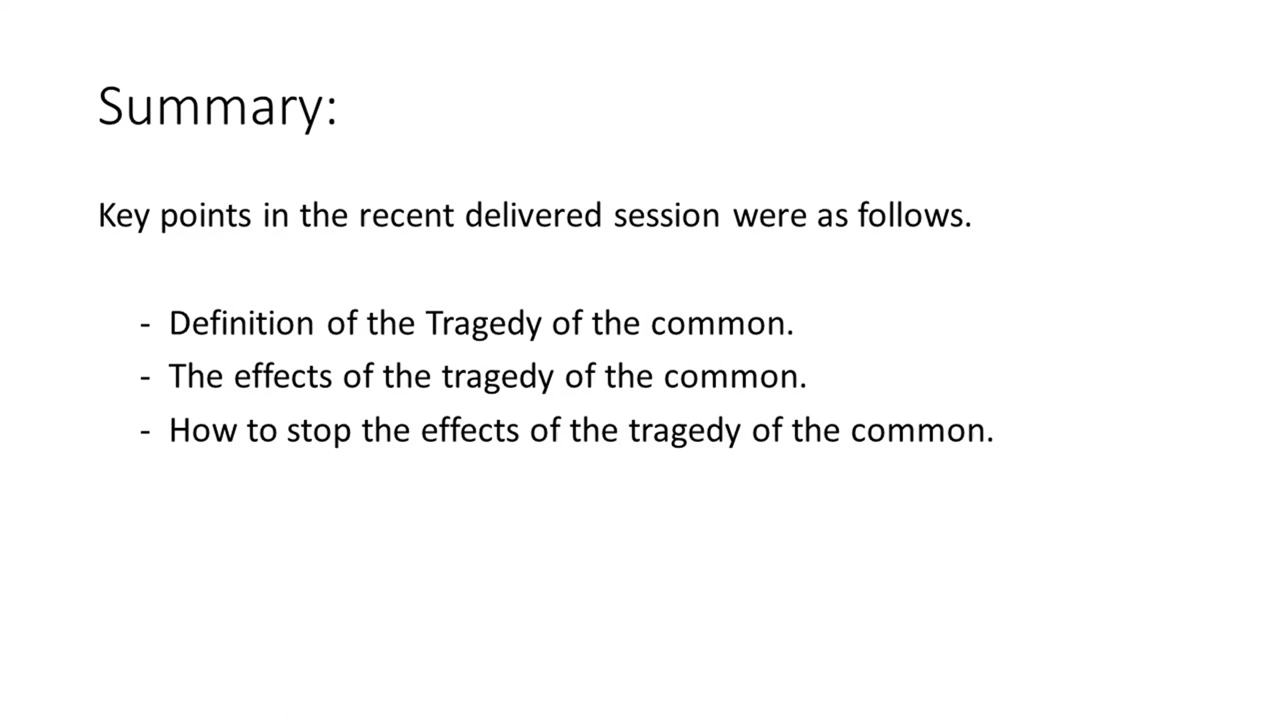 Summary:
Key points in the recent delivered session were as follows.
- Definition of the Tragedy of the common.
- The effects of the tragedy of the common.
- How to stop the effects of the tragedy of the common.